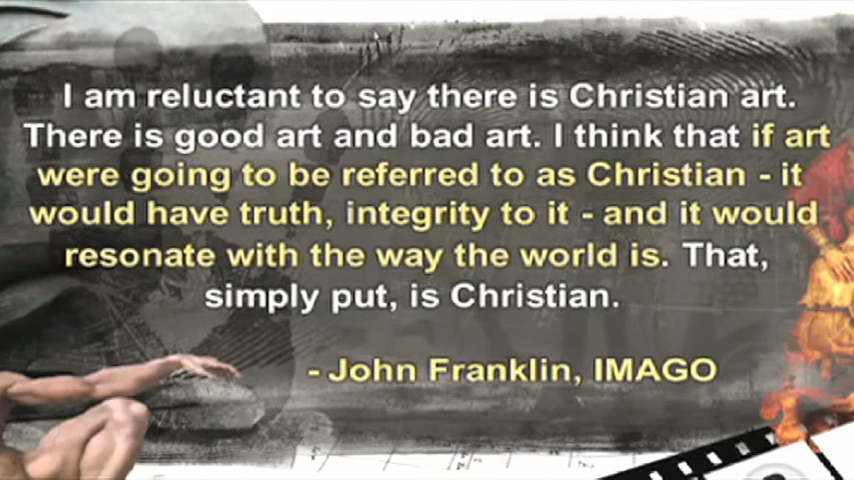 I am reluctant to say there is Christian art.
There is good art and bad art. I think that if art
were going to be referred to as Christian - it
would have truth, integrity to it - and it would
resonate with the way the world is. That,
simply put, is Christian.
- John Franklin, IMAGO